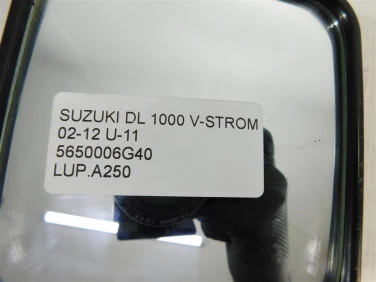 SUZUKI DL 1000 V-STROM
02-12 U-11
5650006G40
LUP.A250